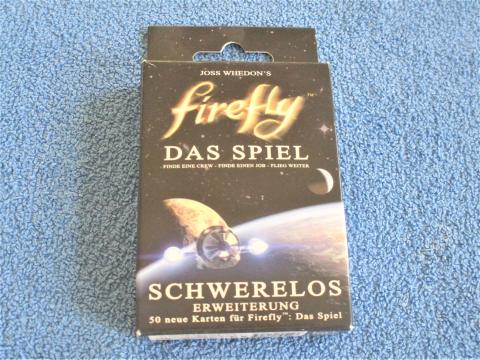 JOSS WHEDON'S
firefly™
DAS SPIEL
FINDE EINE CREW - FINDE EINEN JOB - FLIEG WEITER
SCHWERELOS
ERWEITERUNG
50 neue Karten für Firefly™: Das Spiel